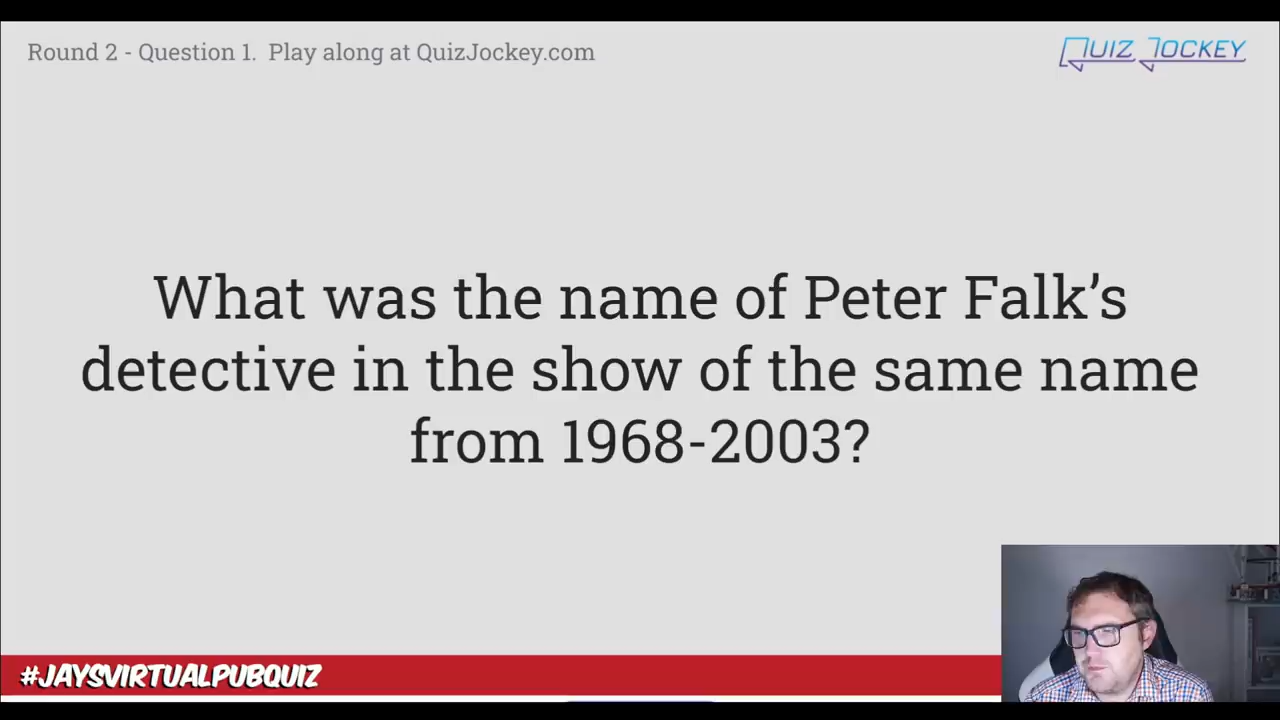 Round 2 - Question 1. Play along at QuizJockey.com
QUIZ JOCKEY
What was the name of Peter Falk’s
detective in the show of the same name
from 1968-2003?
#JAYSVIRTUALPUBQUIZ